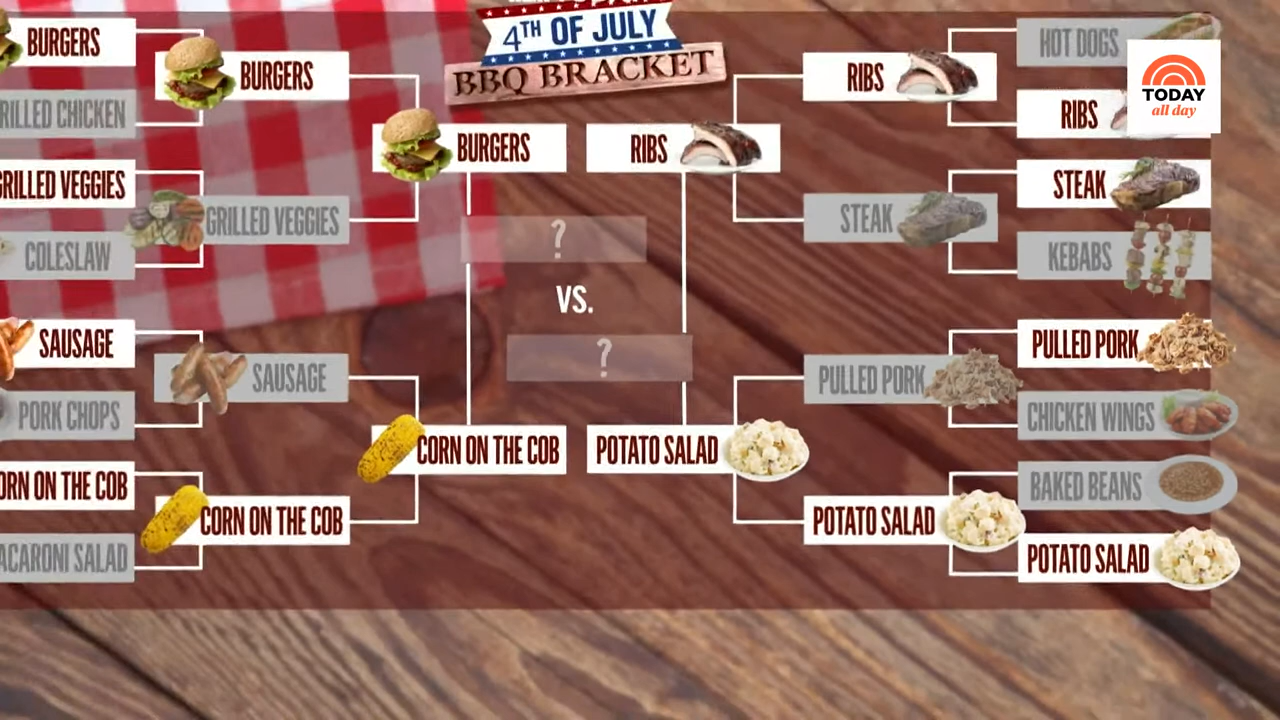 4TH OF JULY
BBQ BRACKET
TODAY
all day
BURGERS
RILLED CHICKEN
GRILLED VEGGIES
COLESLAW
SAUSAGE
PORK CHOPS
ORN ON THE COB
ACARONI SALAD
BURGERS
GRILLED VEGGIES
SAUSAGE
CORN ON THE COB
BURGERS
CORN ON THE COB
?
VS.
?
RIBS
POTATO SALAD
RIBS
STEAK
PULLED PORK
POTATO SALAD
HOT DOGS
RIBS
STEAK
KEBABS
PULLED PORK
CHICKEN WINGS
BAKED BEANS
POTATO SALAD